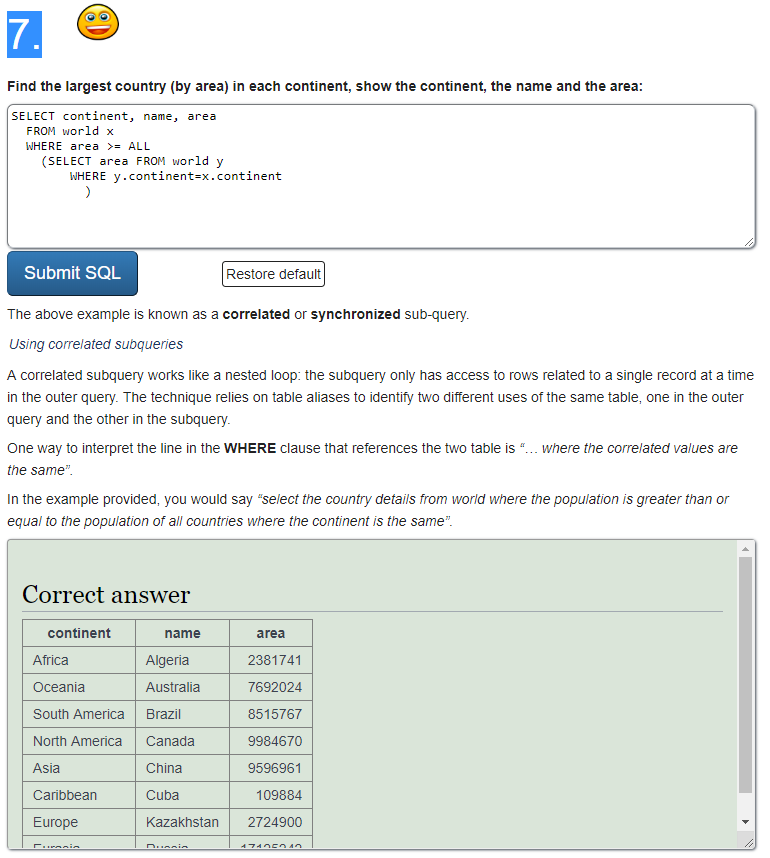 7.
Find the largest country (by area) in each continent, show the continent, the name and the area:
SELECT continent, name, area
FROM world x
WHERE area >= ALL
(SELECT area FROM world y
WHERE y.continent=x.continent
)
Submit SQL
Restore default
The above example is known as a correlated or synchronized sub-query.
Using correlated subqueries
A correlated subquery works like a nested loop: the subquery only has access to rows related to a single record at a time
in the outer query. The technique relies on table aliases to identify two different uses of the same table, one in the outer
query and the other in the subquery.
One way to interpret the line in the WHERE clause that references the two table is “… where the correlated values are
the same”.
In the example provided, you would say “select the country details from world where the population is greater than or
equal to the population of all countries where the continent is the same”.
Correct answer
continent name area
Africa Algeria 2381741
Oceania Australia 7692024
South America Brazil 8515767
North America Canada 9984670
Asia China 9596961
Caribbean Cuba 109884
Europe Kazakhstan 2724900
Eurasia Russia 17125242